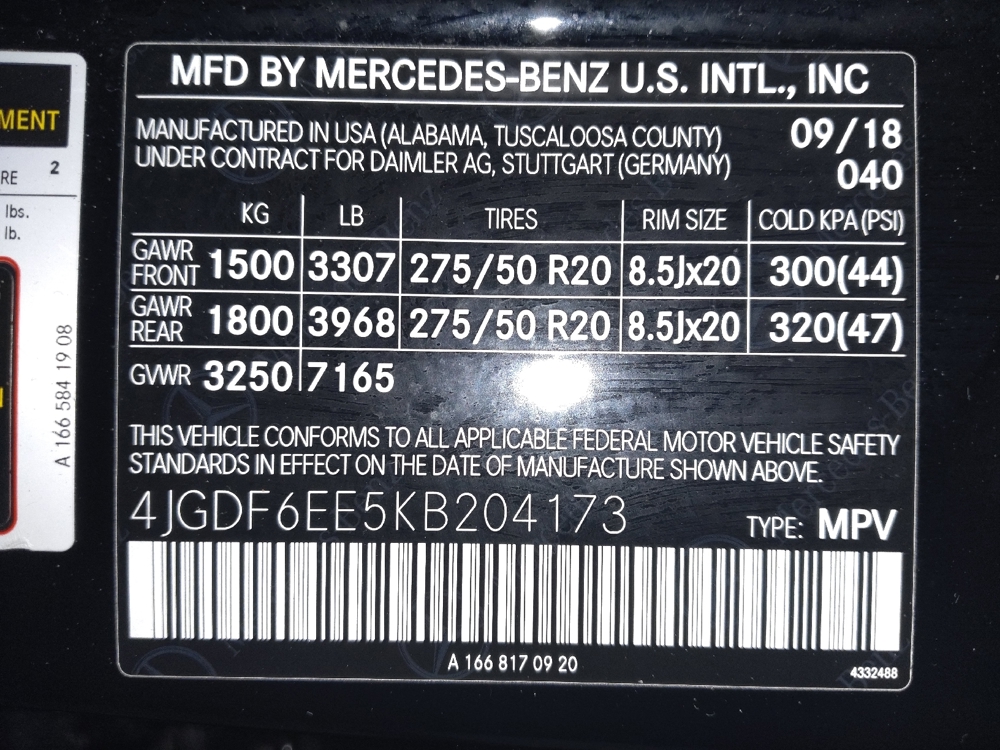 MENT
RE 2
lbs.
lb.
A 166 584 19 08
MFD BY MERCEDES-BENZ U.S. INTL., INC
MANUFACTURED IN USA (ALABAMA, TUSCALOOSA COUNTY) 09/18
UNDER CONTRACT FOR DAIMLER AG, STUTTGART (GERMANY) 040
KG LB TIRES RIM SIZE COLD KPA (PSI)
GAWR FRONT 1500 3307 275/50 R20 8.5Jx20 300(44)
GAWR REAR 1800 3968 275/50 R20 8.5Jx20 320(47)
GVWR 3250 7165
THIS VEHICLE CONFORMS TO ALL APPLICABLE FEDERAL MOTOR VEHICLE SAFETY
STANDARDS IN EFFECT ON THE DATE OF MANUFACTURE SHOWN ABOVE.
4JGDF6EE5KB204173 TYPE: MPV
A 166 817 09 20
4332488